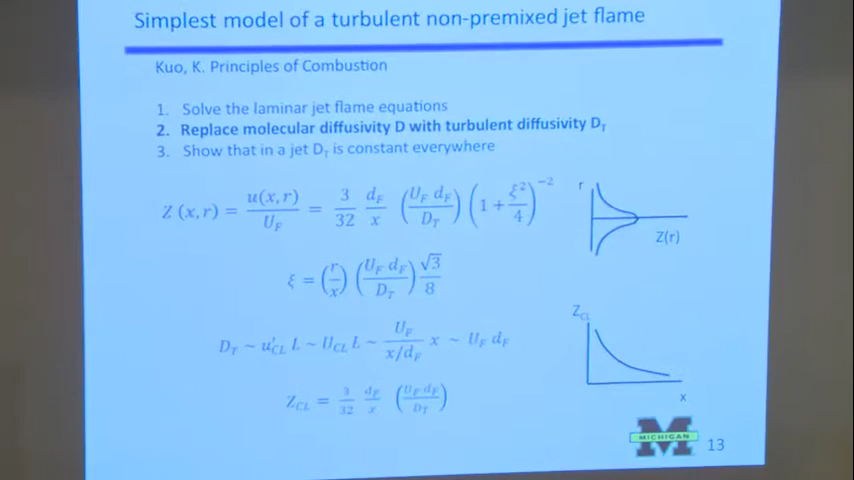 Simplest model of a turbulent non-premixed jet flame
Kuo, K. Principles of Combustion
1. Solve the laminar jet flame equations
2. Replace molecular diffusivity D with turbulent diffusivity D_T
3. Show that in a jet D_T is constant everywhere
Z (x,r) = u(x,r)/U_F = 3/32 d_F/x (U_F d_F/D_T) (1 + ξ²/4)^−2
r
Z(r)
ξ = (r/x) (U_F d_F/D_T) √3/8
D_T ~ u'_CL L ~ U_CL L ~ U_F/(x/d_F) x ~ U_F d_F
Z_CL
x
Z_CL = 3/32 d_F/x (U_F d_F/D_T)
MICHIGAN
13